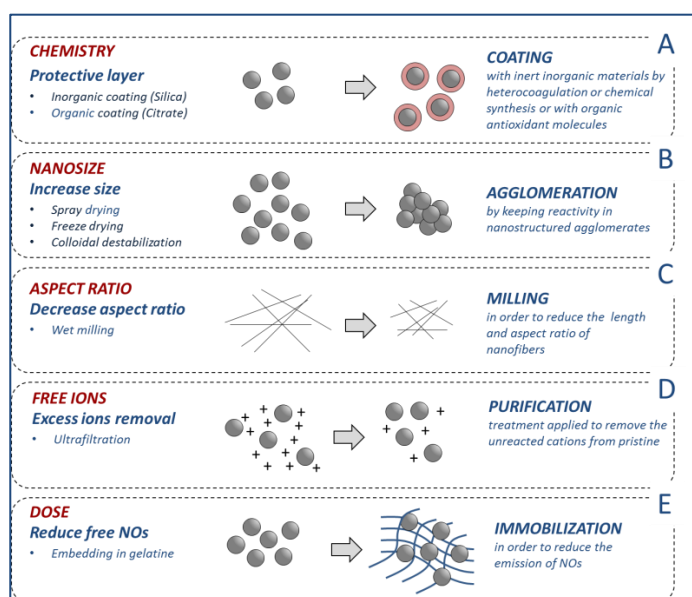 A
CHEMISTRY
Protective layer
• Inorganic coating (Silica)
• Organic coating (Citrate)
COATING
with inert inorganic materials by
heterocoagulation or chemical
synthesis or with organic
antioxidant molecules
B
NANOSIZE
Increase size
• Spray drying
• Freeze drying
• Colloidal destabilization
AGGLOMERATION
by keeping reactivity in
nanostructured agglomerates
C
ASPECT RATIO
Decrease aspect ratio
• Wet milling
MILLING
in order to reduce the length
and aspect ratio of
nanofibers
D
FREE IONS
Excess ions removal
• Ultrafiltration
+ + + + + + + + + + + +
+ + +
PURIFICATION
treatment applied to remove the
unreacted cations from pristine
E
DOSE
Reduce free NOs
• Embedding in gelatine
IMMOBILIZATION
in order to reduce the
emission of NOs